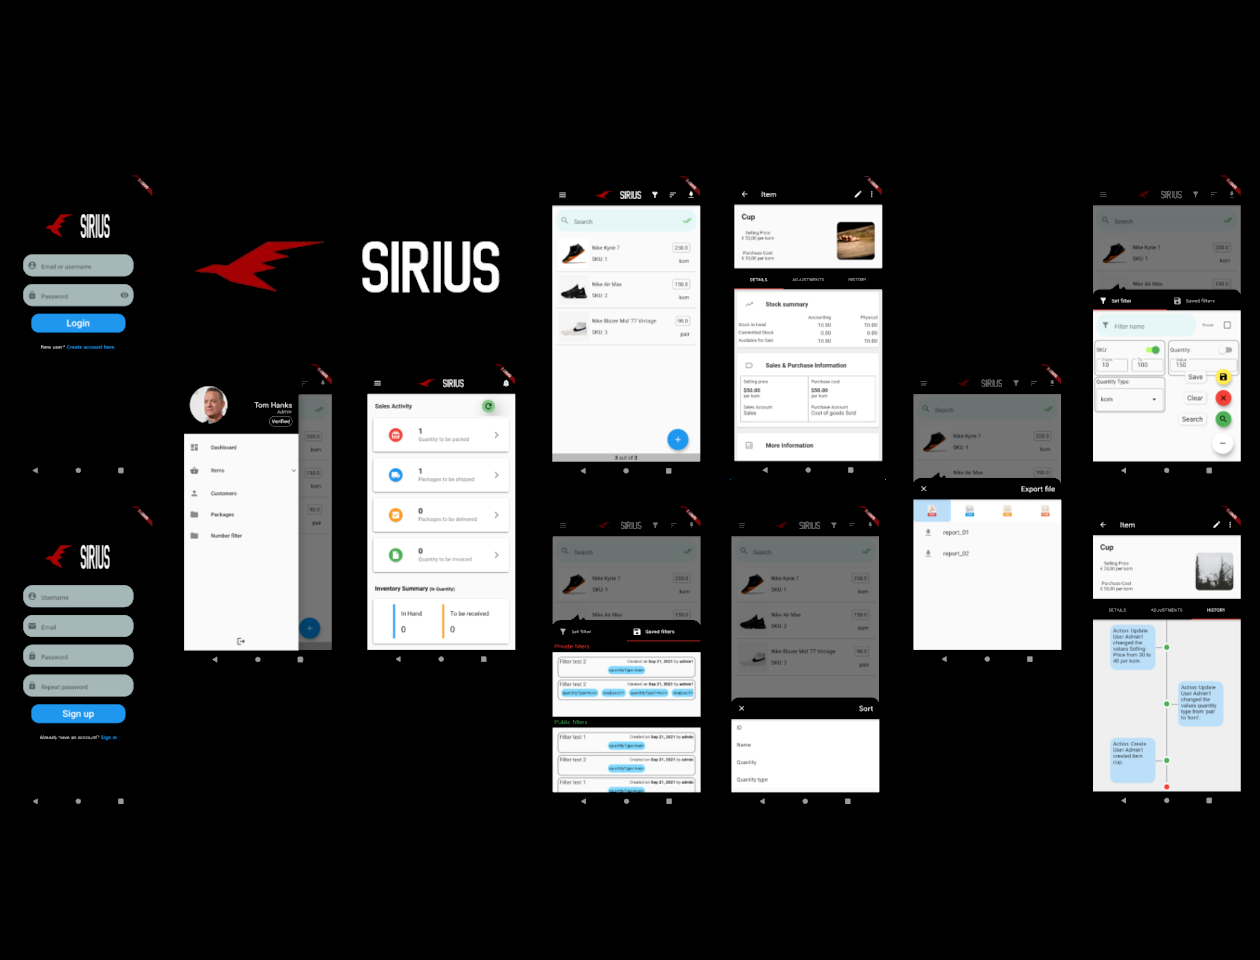 SIRIUS
Email or username
Password
Login
New user? Create account here
SIRIUS
Username
Email
Password
Repeat password
Sign up
Already have an account? Sign in
SIRIUS
Tom Hanks
Admin
Verified
Dashboard
Items
Customers
Packages
Number filter
SIRIUS
Sales Activity
1
Quantity to be packed
1
Packages to be shipped
0
Packages to be delivered
0
Quantity to be invoiced
Inventory Summary (In Quantity)
In Hand
0
To be received
0
SIRIUS
Search
Nike Kyrie 7
250.0
SKU: 1
kom
Nike Air Max
150.0
SKU: 2
kom
Nike Blazer Mid '77 Vintage
90.0
SKU: 3
pair
3 out of 3
SIRIUS
Search
Nike Kyrie 7
250.0
SKU: 1
kom
Nike Air Max
150.0
Set filter
Saved filters
Private filters
Filter test 2
Created on Sep 21, 2021 by admin1
quantityType=kom
Filter test 2
Created on Sep 21, 2021 by admin1
quantityType=kom
quantityType=kom
Public filters
Filter test 1
Created on Sep 21, 2021 by admin
quantityType=kom
Filter test 2
Created on Sep 21, 2021 by admin
quantityType=kom
Filter test 1
Created on Sep 21, 2021 by admin
quantityType=kom
Item
Cup
Selling Price
€ 53,00 per kom
Purchase Cost
€ 53,00 per kom
DETAILS
ADJUSTMENTS
HISTORY
Stock summary
Accounting
Physical
Stock in hand
10.00
10.00
Committed Stock
0.00
0.00
Available for Sale
10.00
10.00
Sales & Purchase Information
Selling price
$50.00
per kom
Sales Account
Sales
Purchase cost
$50.00
per kom
Purchase Account
Cost of goods Sold
More Information
SIRIUS
Search
Nike Kyrie 7
250.0
SKU: 1
kom
Nike Air Max
150.0
SKU: 2
kom
Nike Blazer Mid '77 Vintage
90.0
SKU: 3
pair
Sort
ID
Name
Quantity
Quantity type
SIRIUS
Search
Nike Kyrie 7
250.0
SKU: 1
kom
Nike Air Max
150.0
Export file
report_01
report_02
SIRIUS
Search
Nike Kyrie 7
250.0
SKU: 1
kom
Nike Air Max
150.0
Set filter
Saved filters
Filter name
Private
SKU:
From
10
To
100
Quantity
Value
150
Quantity Type:
kom
Save
Clear
Search
Item
Cup
Selling Price
€ 53,00 per kom
Purchase Cost
€ 53,00 per kom
DETAILS
ADJUSTMENTS
HISTORY
Action: Update
User Admin1
changed the
values Selling
Price from 30 to
40 per kom.
Action: Update
User Admin1
changed the
values quantity
type from 'pair'
to 'kom'.
Action: Create
User Admin1
created item
cup.